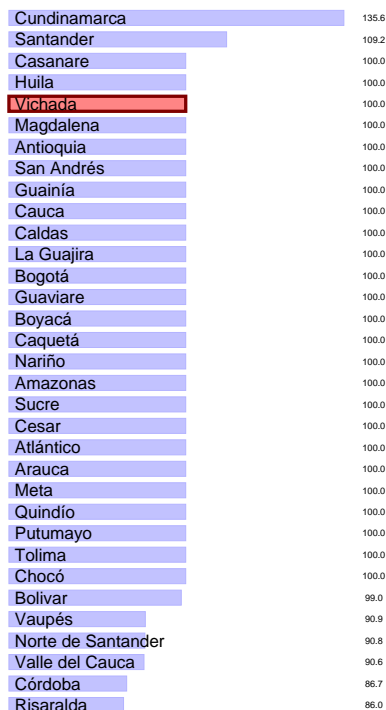 Cundinamarca 135.6
Santander 109.2
Casanare 100.0
Huila 100.0
Vichada 100.0
Magdalena 100.0
Antioquia 100.0
San Andrés 100.0
Guainía 100.0
Cauca 100.0
Caldas 100.0
La Guajira 100.0
Bogotá 100.0
Guaviare 100.0
Boyacá 100.0
Caquetá 100.0
Nariño 100.0
Amazonas 100.0
Sucre 100.0
Cesar 100.0
Atlántico 100.0
Arauca 100.0
Meta 100.0
Quindío 100.0
Putumayo 100.0
Tolima 100.0
Chocó 100.0
Bolivar 99.0
Vaupés 90.9
Norte de Santander 90.8
Valle del Cauca 90.6
Córdoba 86.7
Risaralda 86.0